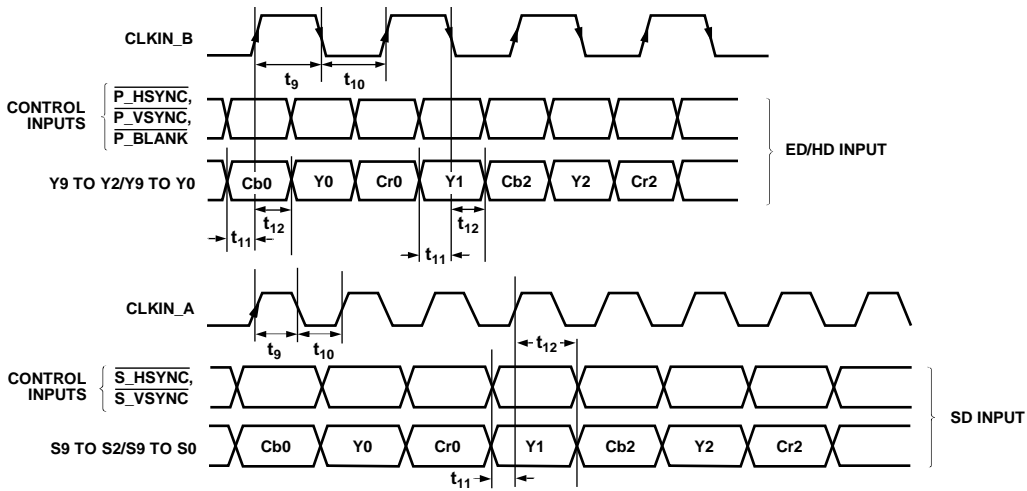 CLKIN_B
t9
t10
CONTROL
INPUTS
P_HSYNC,
P_VSYNC,
P_BLANK
ED/HD INPUT
Y9 TO Y2/Y9 TO Y0
Cb0
Y0
Cr0
Y1
Cb2
Y2
Cr2
t12
t12
t11
t11
CLKIN_A
t9
t10
t12
CONTROL
INPUTS
S_HSYNC,
S_VSYNC
SD INPUT
S9 TO S2/S9 TO S0
Cb0
Y0
Cr0
Y1
Cb2
Y2
Cr2
t11